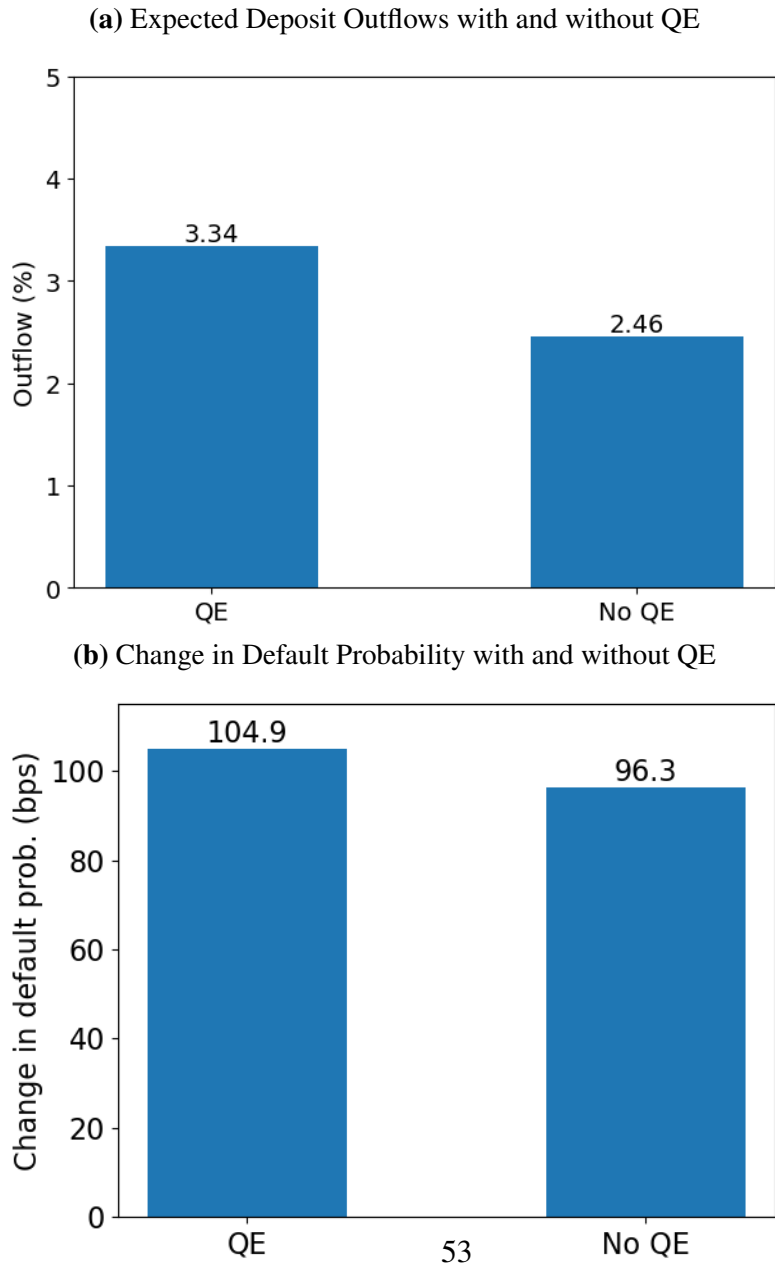 (a) Expected Deposit Outflows with and without QE
5
4
3
2
1
0
Outflow (%)
3.34
2.46
QE
No QE
(b) Change in Default Probability with and without QE
100
80
60
40
20
0
Change in default prob. (bps)
104.9
96.3
QE
No QE
53